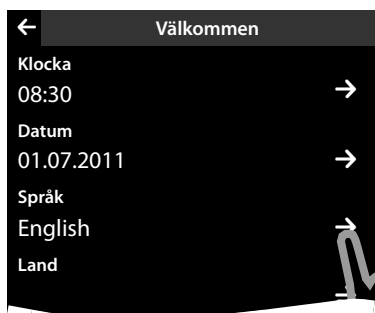 Välkommen
Klocka
08:30
Datum
01.07.2011
Språk
English
Land